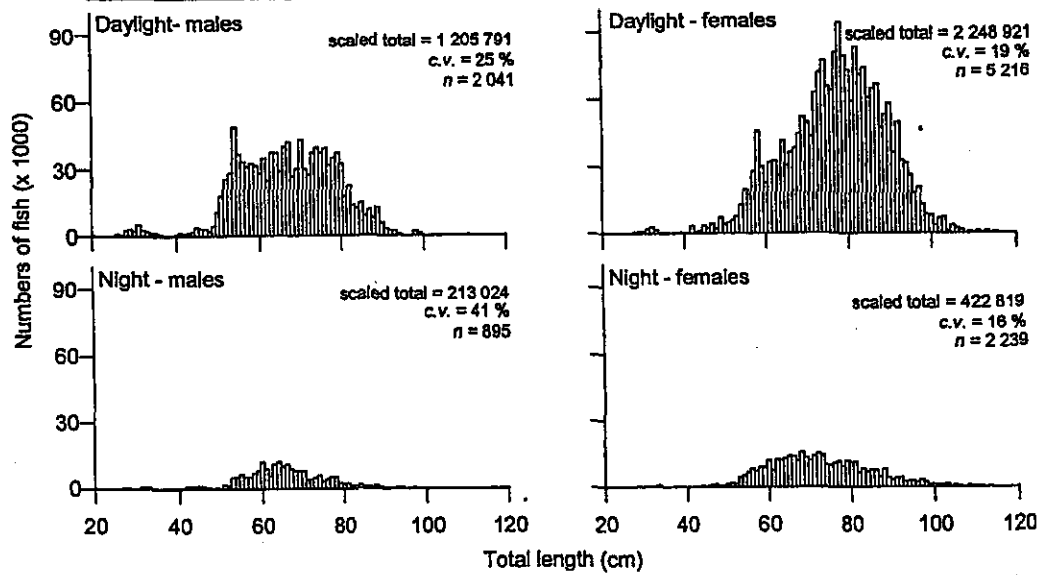 Daylight- males
scaled total = 1 205 791
c.v. = 25 %
n = 2 041
Daylight - females
scaled total = 2 248 921
c.v. = 19 %
n = 5 216
90
60
30
0
Night - males
scaled total = 213 024
c.v. = 41 %
n = 895
Night - females
scaled total = 422 819
c.v. = 16 %
n = 2 239
90
60
30
0
Numbers of fish (x 1000)
20 40 60 80 100 120
20 40 60 80 100 120
Total length (cm)